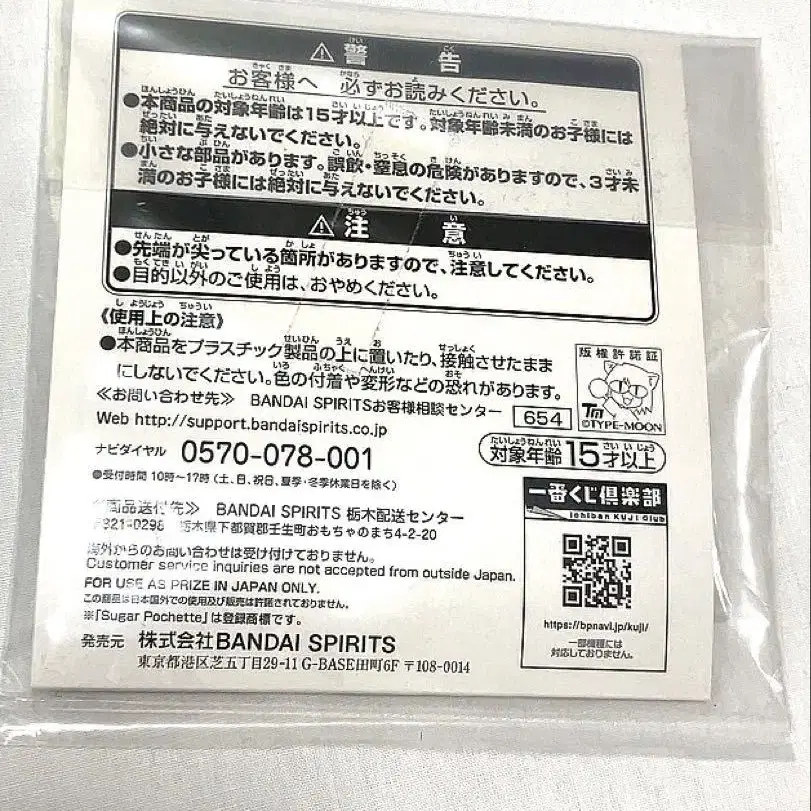 ⚠警告
お客様へ 必ずお読みください。
●本商品の対象年齢は15才以上です。対象年齢未満のお子様には
絶対に与えないでください。
●小さな部品があります。誤飲・窒息の危険がありますので、3才未
満のお子様には絶対に与えないでください。
⚠注意
●先端が尖っている箇所がありますので、注意してください。
●目的以外のご使用は、おやめください。
《使用上の注意》
●本商品をプラスチック製品の上に置いたり、接触させたまま
にしないでください。色の付着や変形などの恐れがあります。
≪お問い合わせ先≫ BANDAI SPIRITSお客様相談センター 654
Web http://support.bandaispirits.co.jp
ナビダイヤル 0570-078-001
●受付時間 10時~17時(土、日、祝日、夏季・冬季休業日を除く)
版権許諾証
TM
©TYPE-MOON
対象年齢15才以上
≪商品送付先≫ BANDAI SPIRITS 栃木配送センター
〒321-0298 栃木県下都賀郡壬生町おもちゃのまち4-2-20
海外からのお問い合わせは受け付けておりません。
Customer service inquiries are not accepted from outside Japan.
FOR USE AS PRIZE IN JAPAN ONLY.
この商品は日本国外での使用及び販売は許諾されておりません。
※「Sugar Pochette」は登録商標です。
発売元 株式会社BANDAI SPIRITS
東京都港区芝五丁目29-11 G-BASE田町6F 〒108-0014
一番くじ倶楽部
Ichiban KUJI Club
https://bpnavi.jp/kuji/
一部機種には
対応しておりません。